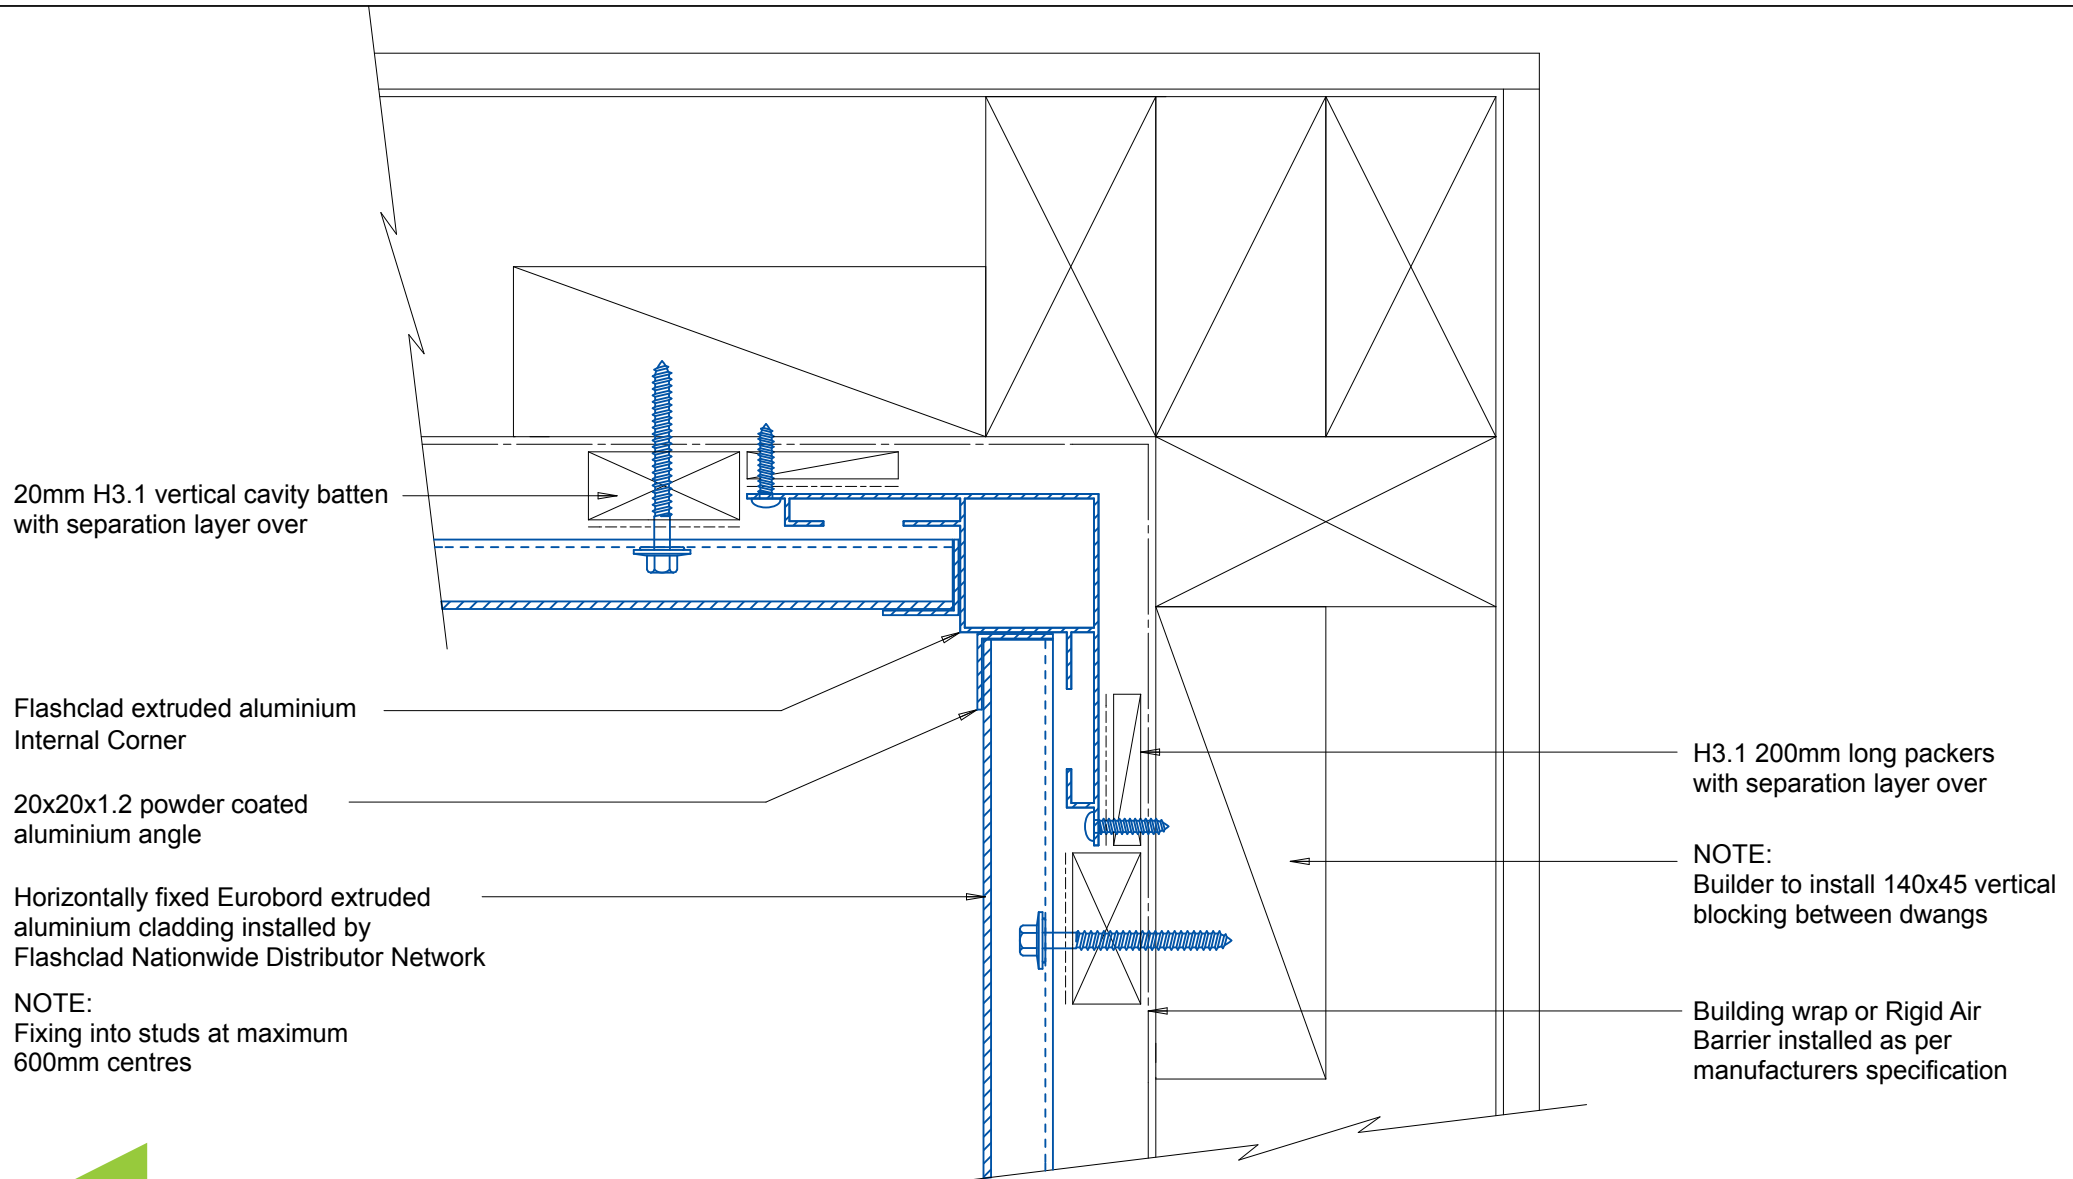 20mm H3.1 vertical cavity batten
with separation layer over
Flashclad extruded aluminium
Internal Corner
20x20x1.2 powder coated
aluminium angle
Horizontally fixed Eurobord extruded
aluminium cladding installed by
Flashclad Nationwide Distributor Network
NOTE:
Fixing into studs at maximum
600mm centres
H3.1 200mm long packers
with separation layer over
NOTE:
Builder to install 140x45 vertical
blocking between dwangs
Building wrap or Rigid Air
Barrier installed as per
manufacturers specification